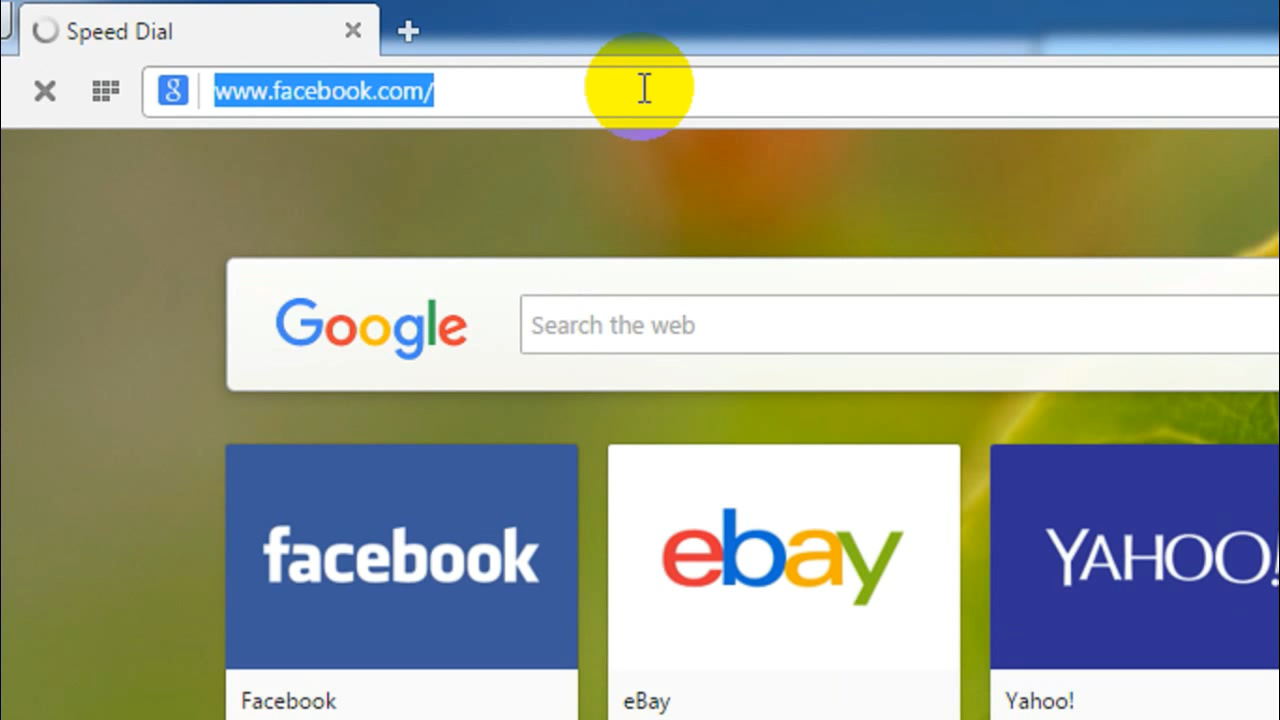 Speed Dial
www.facebook.com/
Google
Search the web
facebook
ebay
YAHOO!
Facebook
eBay
Yahoo!